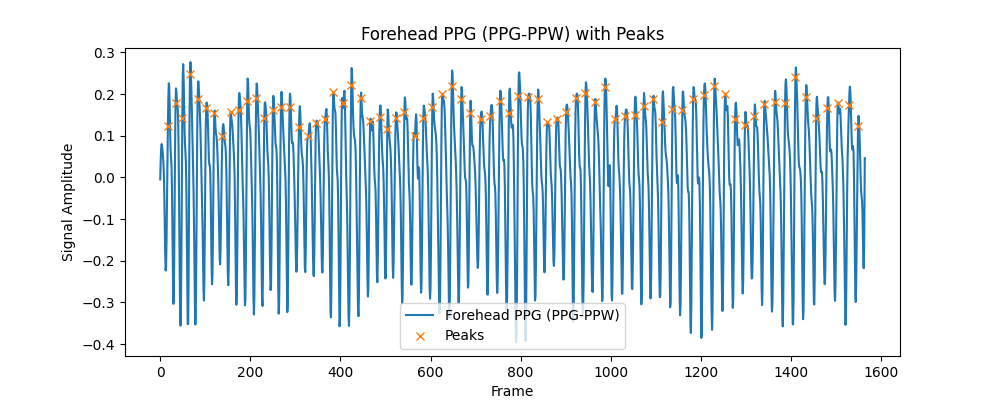 Forehead PPG (PPG-PPW) with Peaks
0.3
0.2
0.1
0.0
−0.1
−0.2
−0.3
−0.4
Signal Amplitude
Forehead PPG (PPG-PPW)
Peaks
0 200 400 600 800 1000 1200 1400 1600
Frame